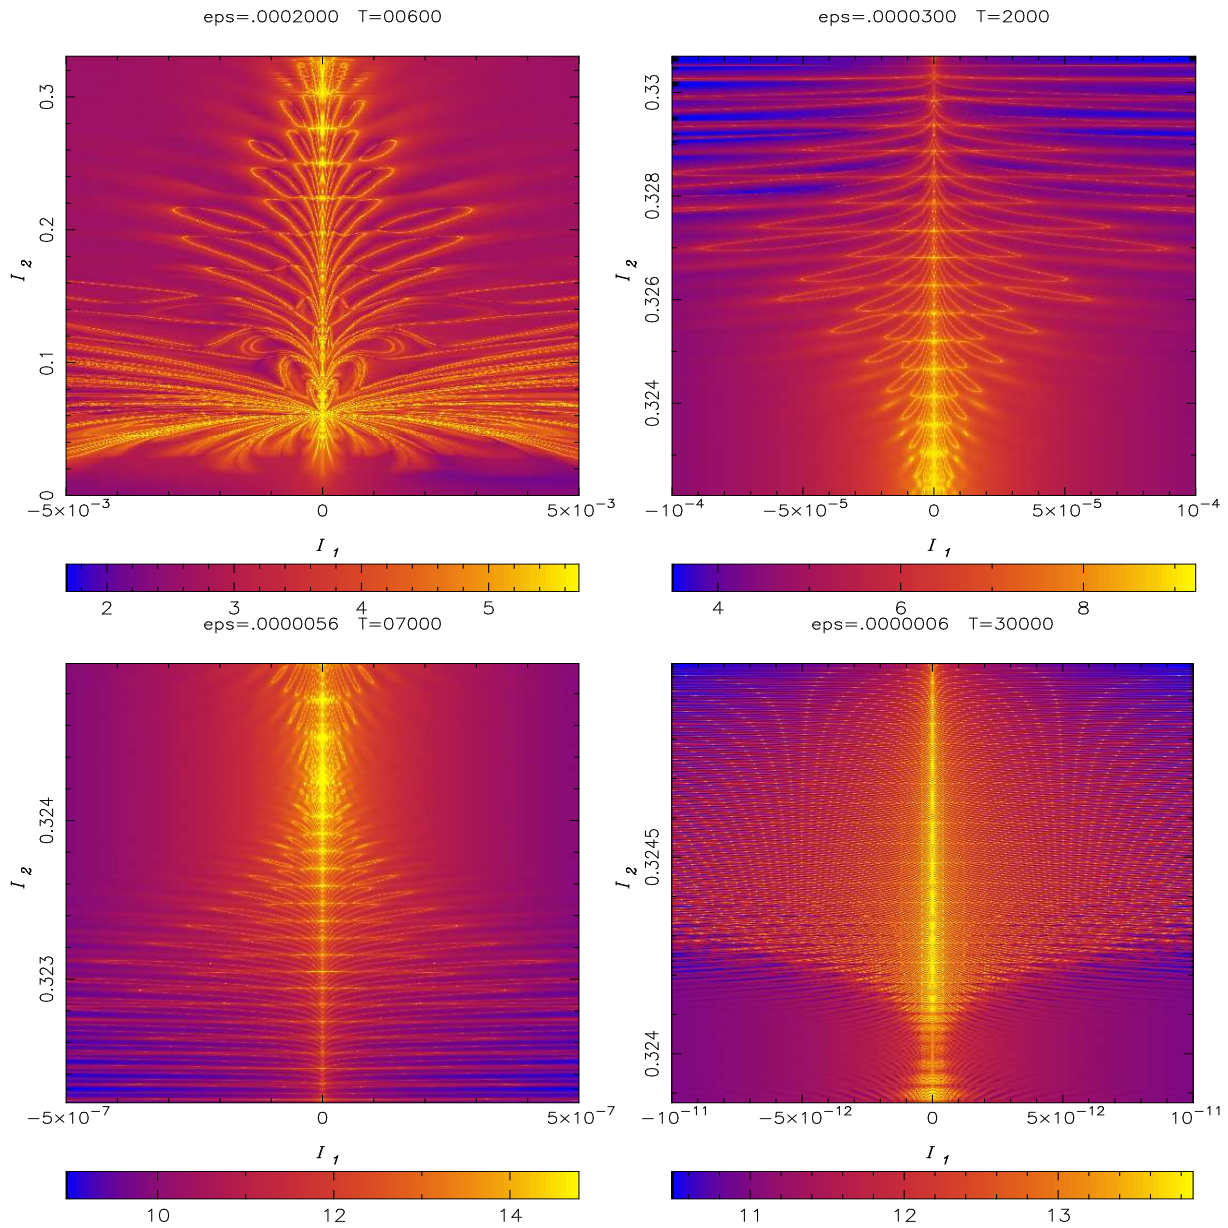 eps=.0002000 T=00600
0.3
0.2
0.1
0
I 2
−5×10−3 0 5×10−3
I 1
2 3 4 5
eps=.0000300 T=2000
0.33
0.328
0.326
0.324
I 2
−10−4 −5×10−5 0 5×10−5 10−4
I 1
4 6 8
eps=.0000056 T=07000
0.324
0.323
I 2
−5×10−7 0 5×10−7
I 1
10 12 14
eps=.0000006 T=30000
0.3245
0.324
I 2
−10−11 −5×10−12 0 5×10−12 10−11
I 1
11 12 13